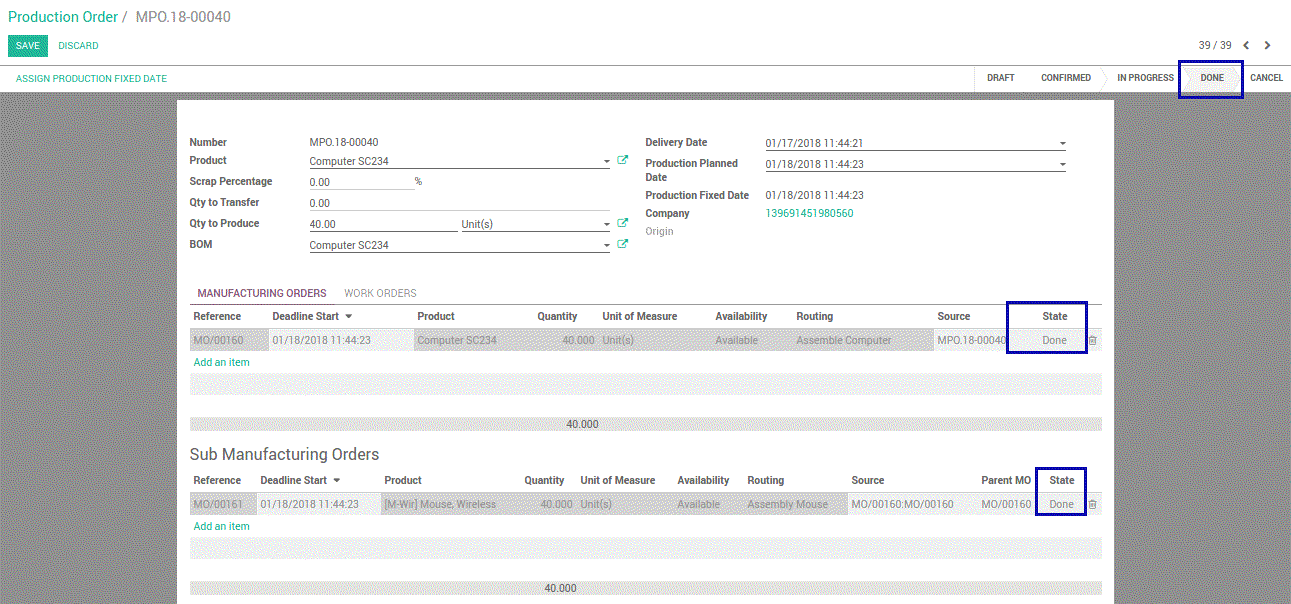 Production Order / MPO.18-00040
SAVE DISCARD 39 / 39
ASSIGN PRODUCTION FIXED DATE DRAFT CONFIRMED IN PROGRESS DONE CANCEL
Number MPO.18-00040 Delivery Date 01/17/2018 11:44:21
Product Computer SC234 Production Planned Date 01/18/2018 11:44:23
Scrap Percentage 0.00 %
Qty to Transfer 0.00 Production Fixed Date 01/18/2018 11:44:23
Qty to Produce 40.00 Unit(s) Company 139691451980560
BOM Computer SC234 Origin
MANUFACTURING ORDERS WORK ORDERS
Reference Deadline Start Product Quantity Unit of Measure Availability Routing Source State
MO/00160 01/18/2018 11:44:23 Computer SC234 40.000 Unit(s) Available Assemble Computer MPO.18-00040 Done
Add an item
40.000
Sub Manufacturing Orders
Reference Deadline Start Product Quantity Unit of Measure Availability Routing Source Parent MO State
MO/00161 01/18/2018 11:44:23 [M-Wir] Mouse, Wireless 40.000 Unit(s) Available Assembly Mouse MO/00160:MO/00160 MO/00160 Done
Add an item
40.000